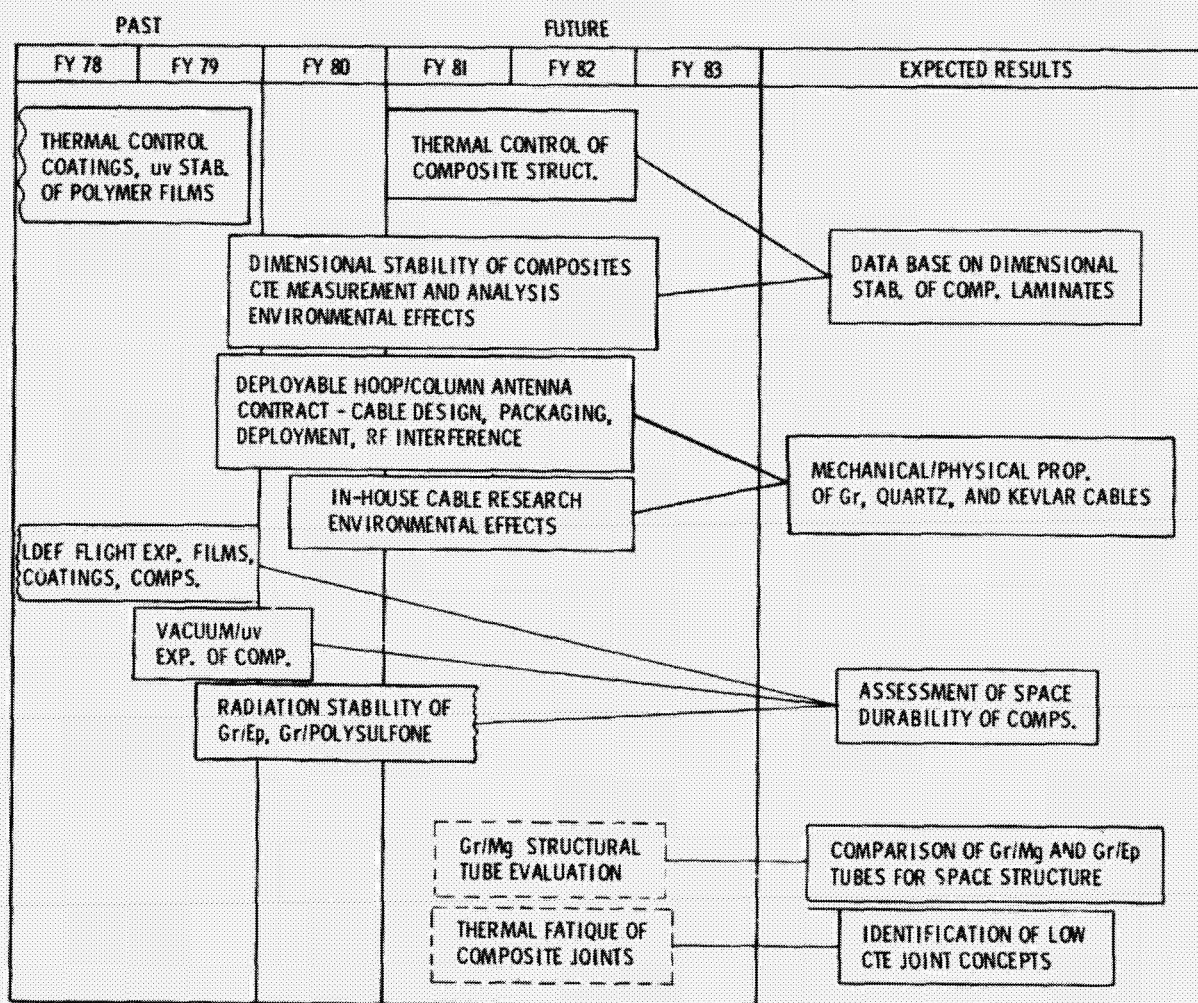 PAST
FUTURE
FY 78
FY 79
FY 80
FY 81
FY 82
FY 83
EXPECTED RESULTS
THERMAL CONTROL
COATINGS, uv STAB.
OF POLYMER FILMS
THERMAL CONTROL OF
COMPOSITE STRUCT.
DIMENSIONAL STABILITY OF COMPOSITES
CTE MEASUREMENT AND ANALYSIS
ENVIRONMENTAL EFFECTS
DATA BASE ON DIMENSIONAL
STAB. OF COMP. LAMINATES
DEPLOYABLE HOOP/COLUMN ANTENNA
CONTRACT - CABLE DESIGN, PACKAGING,
DEPLOYMENT, RF INTERFERENCE
IN-HOUSE CABLE RESEARCH
ENVIRONMENTAL EFFECTS
MECHANICAL/PHYSICAL PROP.
OF Gr, QUARTZ, AND KEVLAR CABLES
LDEF FLIGHT EXP. FILMS,
COATINGS, COMPS.
VACUUM/uv
EXP. OF COMP.
RADIATION STABILITY OF
Gr/Ep, Gr/POLYSULFONE
ASSESSMENT OF SPACE
DURABILITY OF COMPS.
Gr/Mg STRUCTURAL
TUBE EVALUATION
COMPARISON OF Gr/Mg AND Gr/Ep
TUBES FOR SPACE STRUCTURE
THERMAL FATIQUE OF
COMPOSITE JOINTS
IDENTIFICATION OF LOW
CTE JOINT CONCEPTS